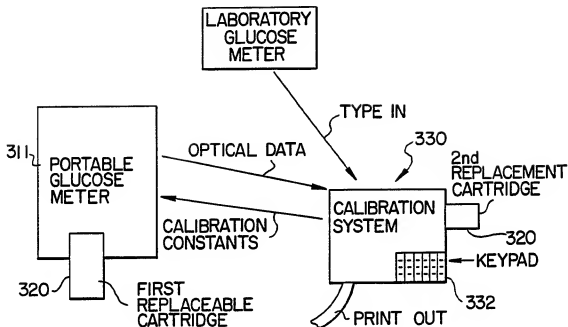 LABORATORY
GLUCOSE
METER
TYPE IN
330
311
PORTABLE
GLUCOSE
METER
OPTICAL DATA
CALIBRATION
CONSTANTS
2nd
REPLACEMENT
CARTRIDGE
CALIBRATION
SYSTEM
320
KEYPAD
332
320
FIRST
REPLACEABLE
CARTRIDGE
PRINT OUT